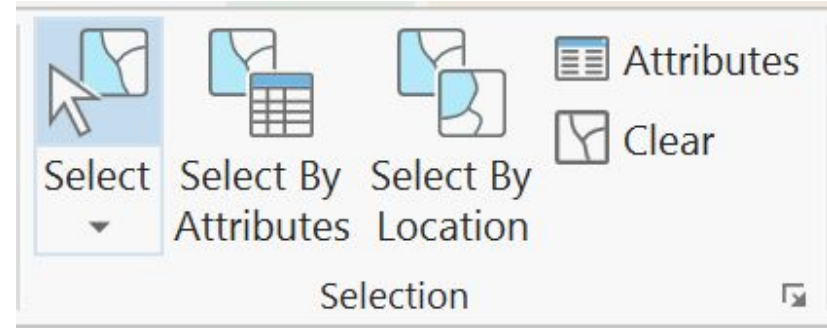 Select
Select By
Attributes
Select By
Location
Attributes
Clear
Selection